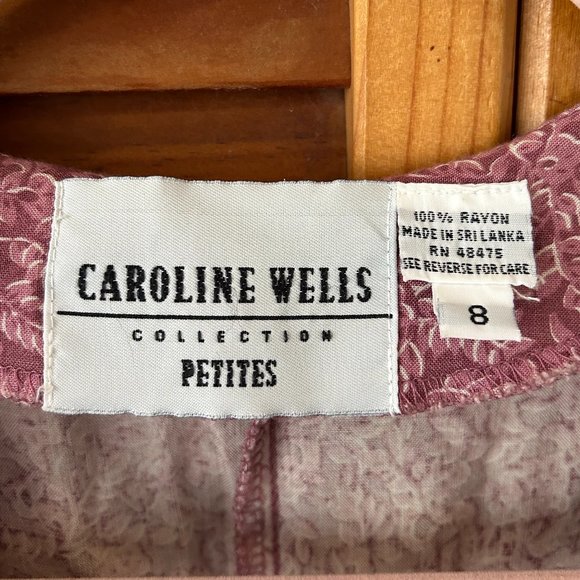 CAROLINE WELLS
COLLECTION
PETITES
100% RAYON
MADE IN SRI LANKA
RN 48475
SEE REVERSE FOR CARE
8